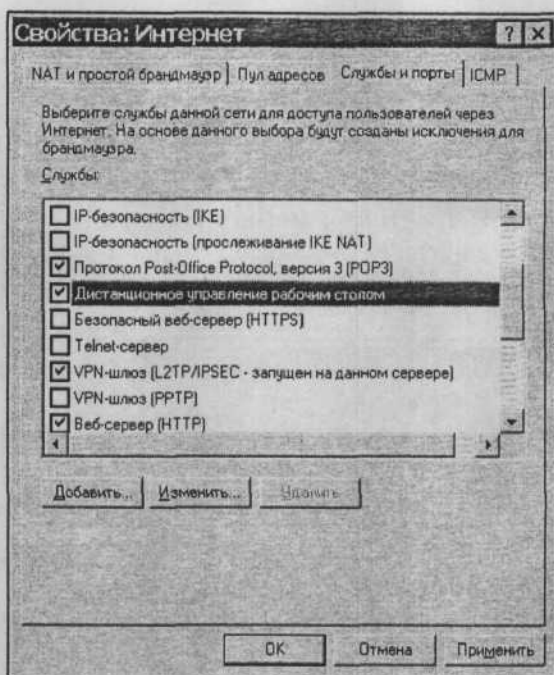 Свойства: Интернет
NAT и простой брандмауэр Пул адресов Службы и порты ICMP
Выберите службы данной сети для доступа пользователей через
Интернет. На основе данного выбора будут созданы исключения для
брандмауэра.
Службы:
IP-безопасность (IKE)
IP-безопасность (прослеживание IKE NAT)
Протокол Post-Office Protocol, версия 3 (POP3)
Дистанционное управление рабочим столом
Безопасный веб-сервер (HTTPS)
Telnet-сервер
VPN-шлюз (L2TP/IPSEC - запущен на данном сервере)
VPN-шлюз (PPTP)
Веб-сервер (HTTP)
Добавить... Изменить... Удалить
OK Отмена Применить